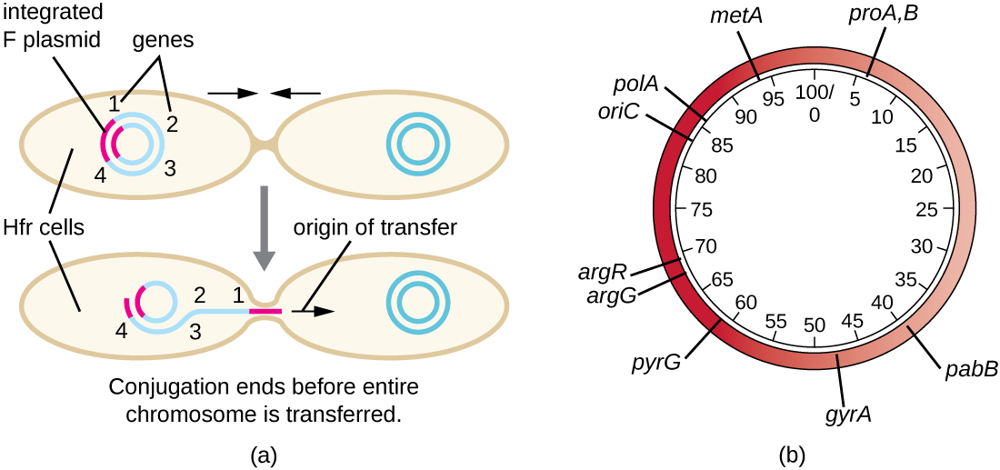 integrated
F plasmid
genes
1
2
3
4
Hfr cells
origin of transfer
2
1
4
3
Conjugation ends before entire
chromosome is transferred.
(a)
metA
proA,B
polA
oriC
argR
argG
pyrG
gyrA
pabB
100/
0
5
10
15
20
25
30
35
40
45
50
55
60
65
70
75
80
85
90
95
(b)